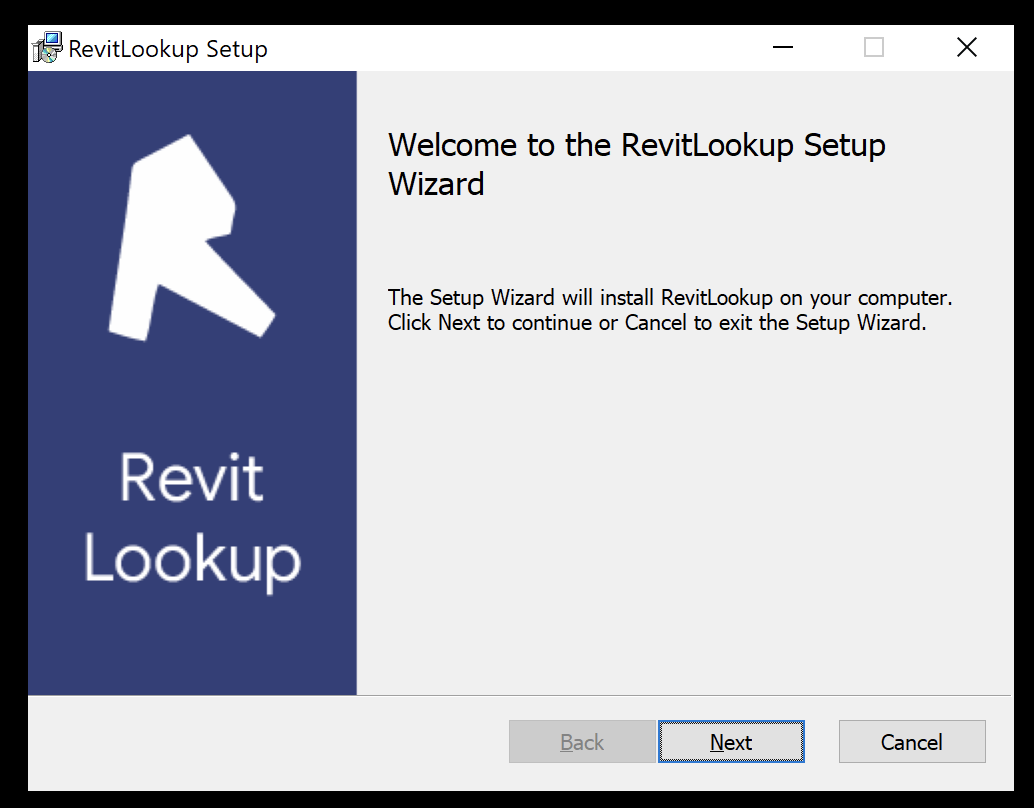 RevitLookup Setup
Welcome to the RevitLookup Setup
Wizard
The Setup Wizard will install RevitLookup on your computer.
Click Next to continue or Cancel to exit the Setup Wizard.
Revit
Lookup
Back
Next
Cancel